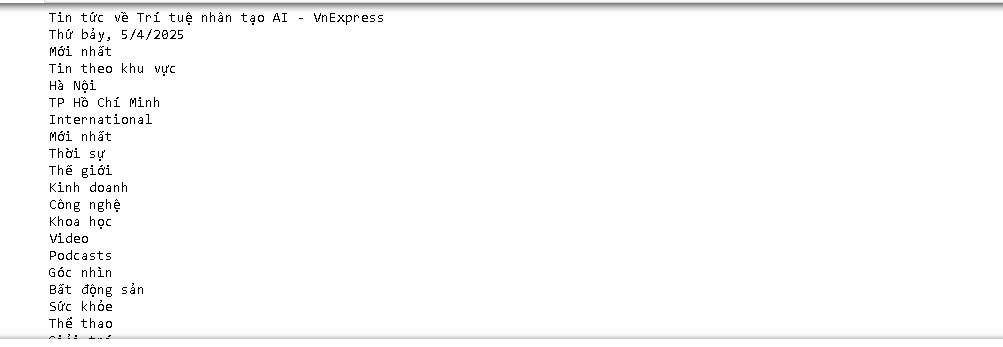 Tin tức về Trí tuệ nhân tạo AI - VnExpress
Thứ bảy, 5/4/2025
Mới nhất
Tin theo khu vực
Hà Nội
TP Hồ Chí Minh
International
Mới nhất
Thời sự
Thế giới
Kinh doanh
Công nghệ
Khoa học
Video
Podcasts
Góc nhìn
Bất động sản
Sức khỏe
Thể thao
Giải trí